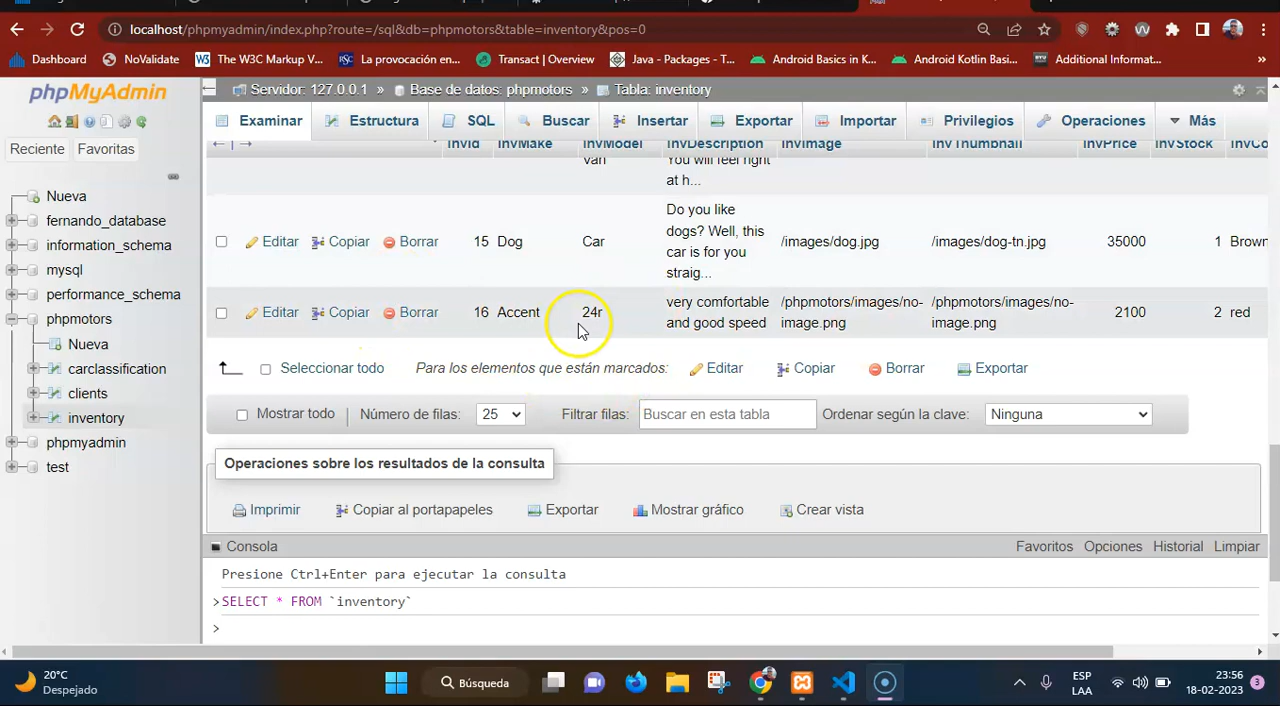 localhost/phpmyadmin/index.php?route=/sql&db=phpmotors&table=inventory&pos=0
Dashboard NoValidate The W3C Markup V... La provocación en... Transact | Overview Java - Packages - T... Android Basics in K... Android Kotlin Basi... Additional Informat... »
phpMyAdmin
Reciente Favoritas
Nueva
fernando_database
information_schema
mysql
performance_schema
phpmotors
Nueva
carclassification
clients
inventory
phpmyadmin
test
Servidor: 127.0.0.1 » Base de datos: phpmotors » Tabla: inventory
Examinar Estructura SQL Buscar Insertar Exportar Importar Privilegios Operaciones Más
invId invMake invModel invDescription invImage invThumbnail invPrice invStock invCo
Van You will feel right
at h...
Do you like
dogs? Well, this
car is for you
straig...
Editar Copiar Borrar 15 Dog Car /images/dog.jpg /images/dog-tn.jpg 35000 1 Brown
Editar Copiar Borrar 16 Accent 24r very comfortable
and good speed
/phpmotors/images/no-
image.png
/phpmotors/images/no-
image.png
2100 2 red
Seleccionar todo Para los elementos que están marcados: Editar Copiar Borrar Exportar
Mostrar todo Número de filas: 25 Filtrar filas: Buscar en esta tabla Ordenar según la clave: Ninguna
Operaciones sobre los resultados de la consulta
Imprimir Copiar al portapapeles Exportar Mostrar gráfico Crear vista
Consola Favoritos Opciones Historial Limpiar
Presione Ctrl+Enter para ejecutar la consulta
>SELECT * FROM `inventory`
>
20°C
Despejado
Búsqueda
ESP
LAA
23:56
18-02-2023
3